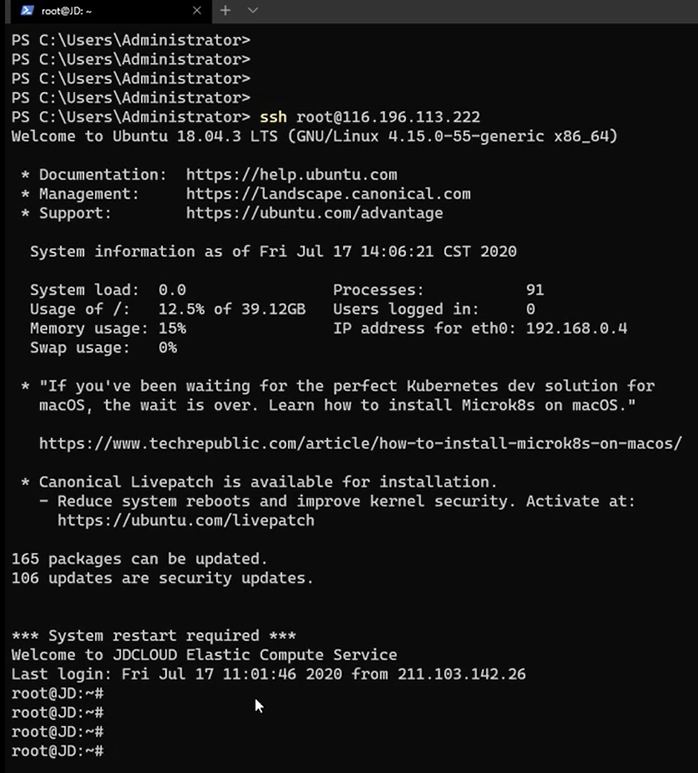 root@JD: ~
PS C:\Users\Administrator>
PS C:\Users\Administrator>
PS C:\Users\Administrator>
PS C:\Users\Administrator>
PS C:\Users\Administrator> ssh root@116.196.113.222
Welcome to Ubuntu 18.04.3 LTS (GNU/Linux 4.15.0-55-generic x86_64)
* Documentation:  https://help.ubuntu.com
* Management:     https://landscape.canonical.com
* Support:        https://ubuntu.com/advantage
System information as of Fri Jul 17 14:06:21 CST 2020
System load:  0.0                Processes:           91
Usage of /:   12.5% of 39.12GB   Users logged in:     0
Memory usage: 15%                IP address for eth0: 192.168.0.4
Swap usage:   0%
* "If you've been waiting for the perfect Kubernetes dev solution for
macOS, the wait is over. Learn how to install Microk8s on macOS."
https://www.techrepublic.com/article/how-to-install-microk8s-on-macos/
* Canonical Livepatch is available for installation.
- Reduce system reboots and improve kernel security. Activate at:
https://ubuntu.com/livepatch
165 packages can be updated.
106 updates are security updates.
*** System restart required ***
Welcome to JDCLOUD Elastic Compute Service
Last login: Fri Jul 17 11:01:46 2020 from 211.103.142.26
root@JD:~#
root@JD:~#
root@JD:~#
root@JD:~#